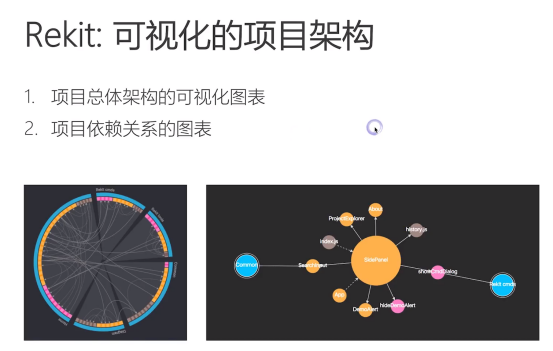 Rekit: 可视化的项目架构
1. 项目总体架构的可视化图表
2. 项目依赖关系的图表
Rekit cmds
About
ProjectExplorer
history.js
index.js
SidePanel
Common
SearchInput
showCmdDialog
Rekit cmds
App
DemoAlert
hideDemoAlert